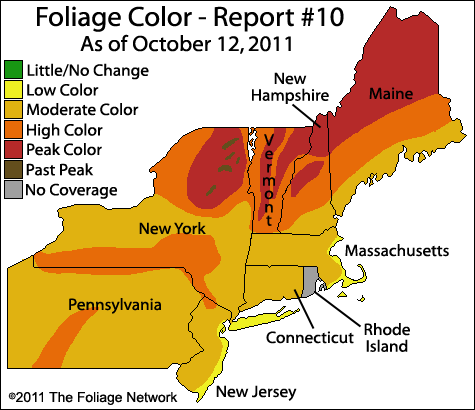 Foliage Color - Report #10
As of October 12, 2011
Little/No Change
Low Color
Moderate Color
High Color
Peak Color
Past Peak
No Coverage
New
Hampshire
Maine
Vermont
New York
Massachusetts
Pennsylvania
Connecticut
Rhode
Island
New Jersey
©2011 The Foliage Network